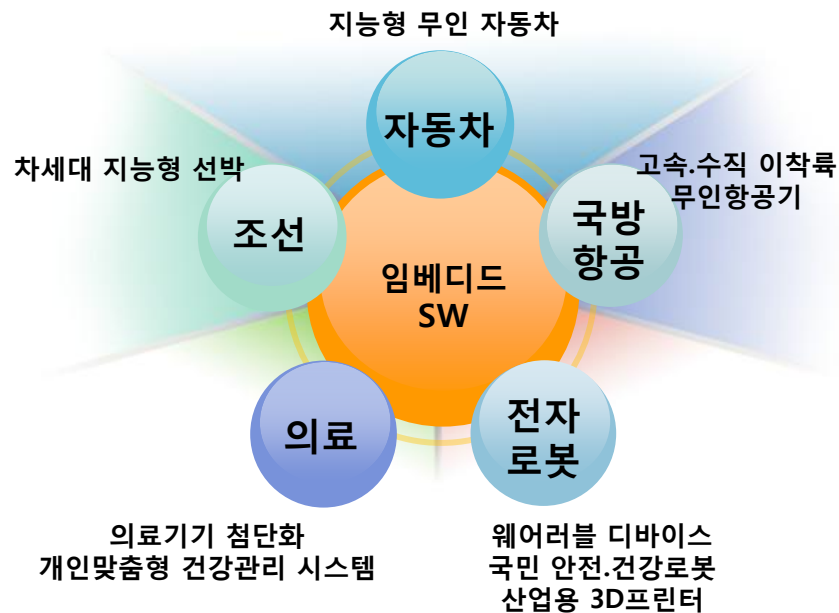 지능형 무인 자동차
자동차
차세대 지능형 선박
조선
고속.수직 이착륙
무인항공기
국방
항공
임베디드
SW
의료
전자
로봇
의료기기 첨단화
개인맞춤형 건강관리 시스템
웨어러블 디바이스
국민 안전.건강로봇
산업용 3D프린터